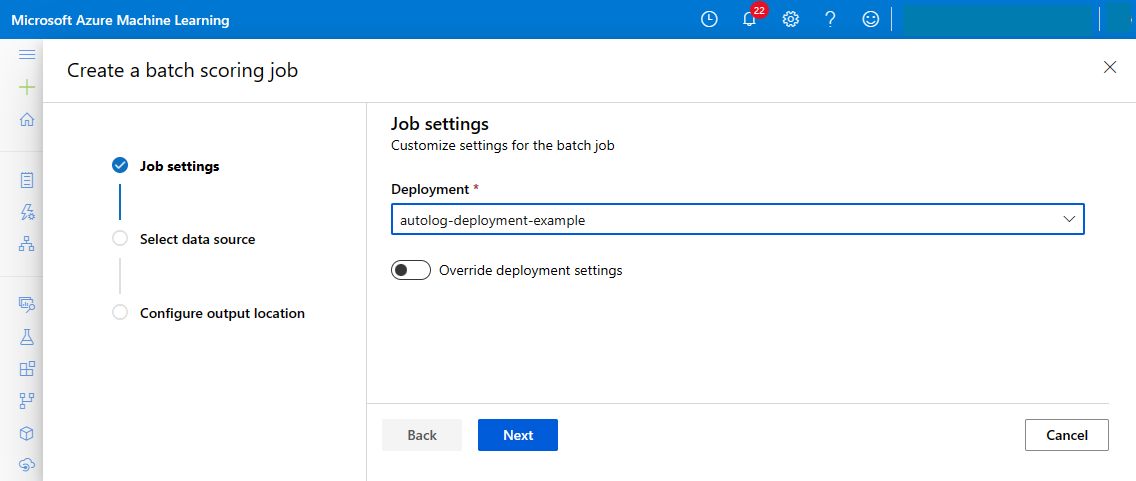 Microsoft Azure Machine Learning
22
Create a batch scoring job
Job settings
Select data source
Configure output location
Job settings
Customize settings for the batch job
Deployment *
autolog-deployment-example
Override deployment settings
Back
Next
Cancel